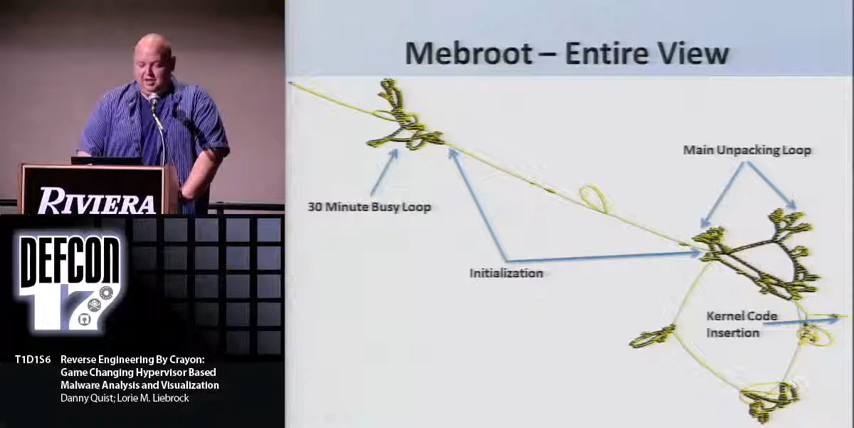 Mebroot – Entire View
Main Unpacking Loop
30 Minute Busy Loop
Initialization
Kernel Code
Insertion
RIVIERA
DEFCON
17
T1D1S6 Reverse Engineering By Crayon:
Game Changing Hypervisor Based
Malware Analysis and Visualization
Danny Quist; Lorie M. Liebrock